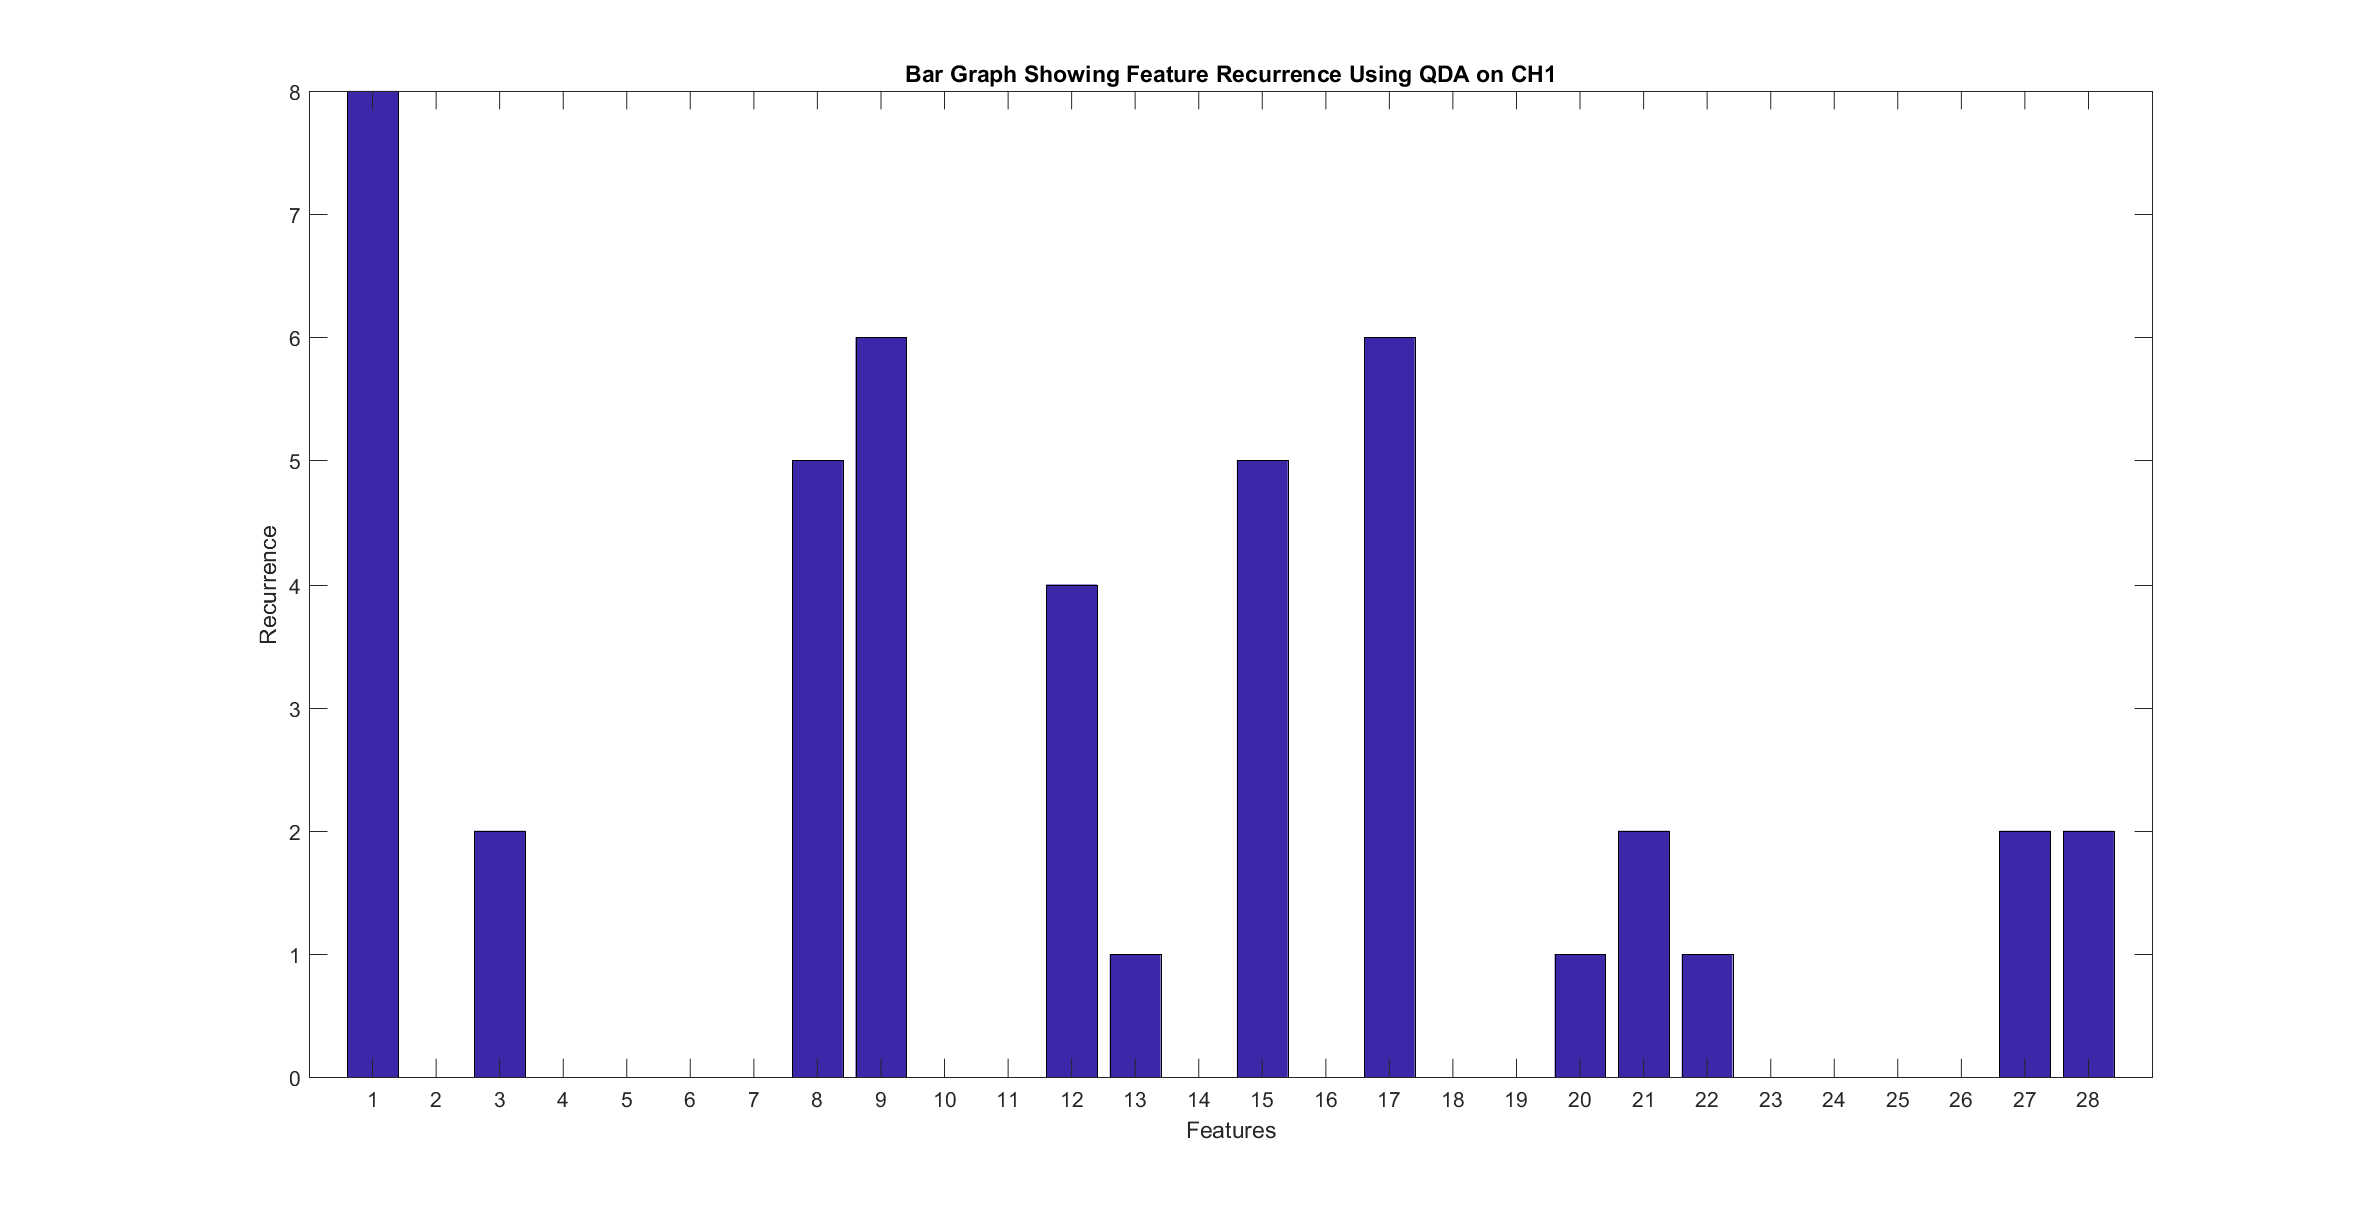 Bar Graph Showing Feature Recurrence Using QDA on CH1
8
7
6
5
4
3
2
1
0
Recurrence
1 2 3 4 5 6 7 8 9 10 11 12 13 14 15 16 17 18 19 20 21 22 23 24 25 26 27 28
Features